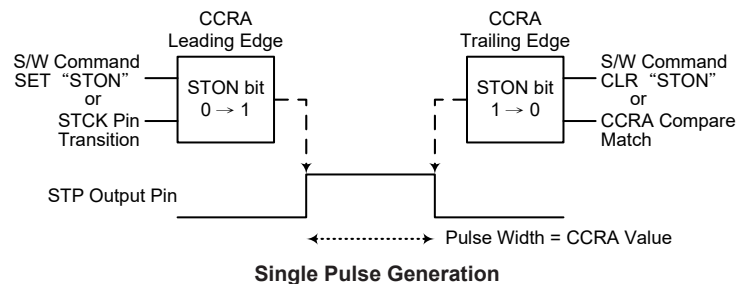 CCRA
Leading Edge
S/W Command
SET “STON”
or
STCK Pin
Transition
STON bit
0 → 1
CCRA
Trailing Edge
STON bit
1 → 0
S/W Command
CLR “STON”
or
CCRA Compare
Match
STP Output Pin
Pulse Width = CCRA Value
Single Pulse Generation